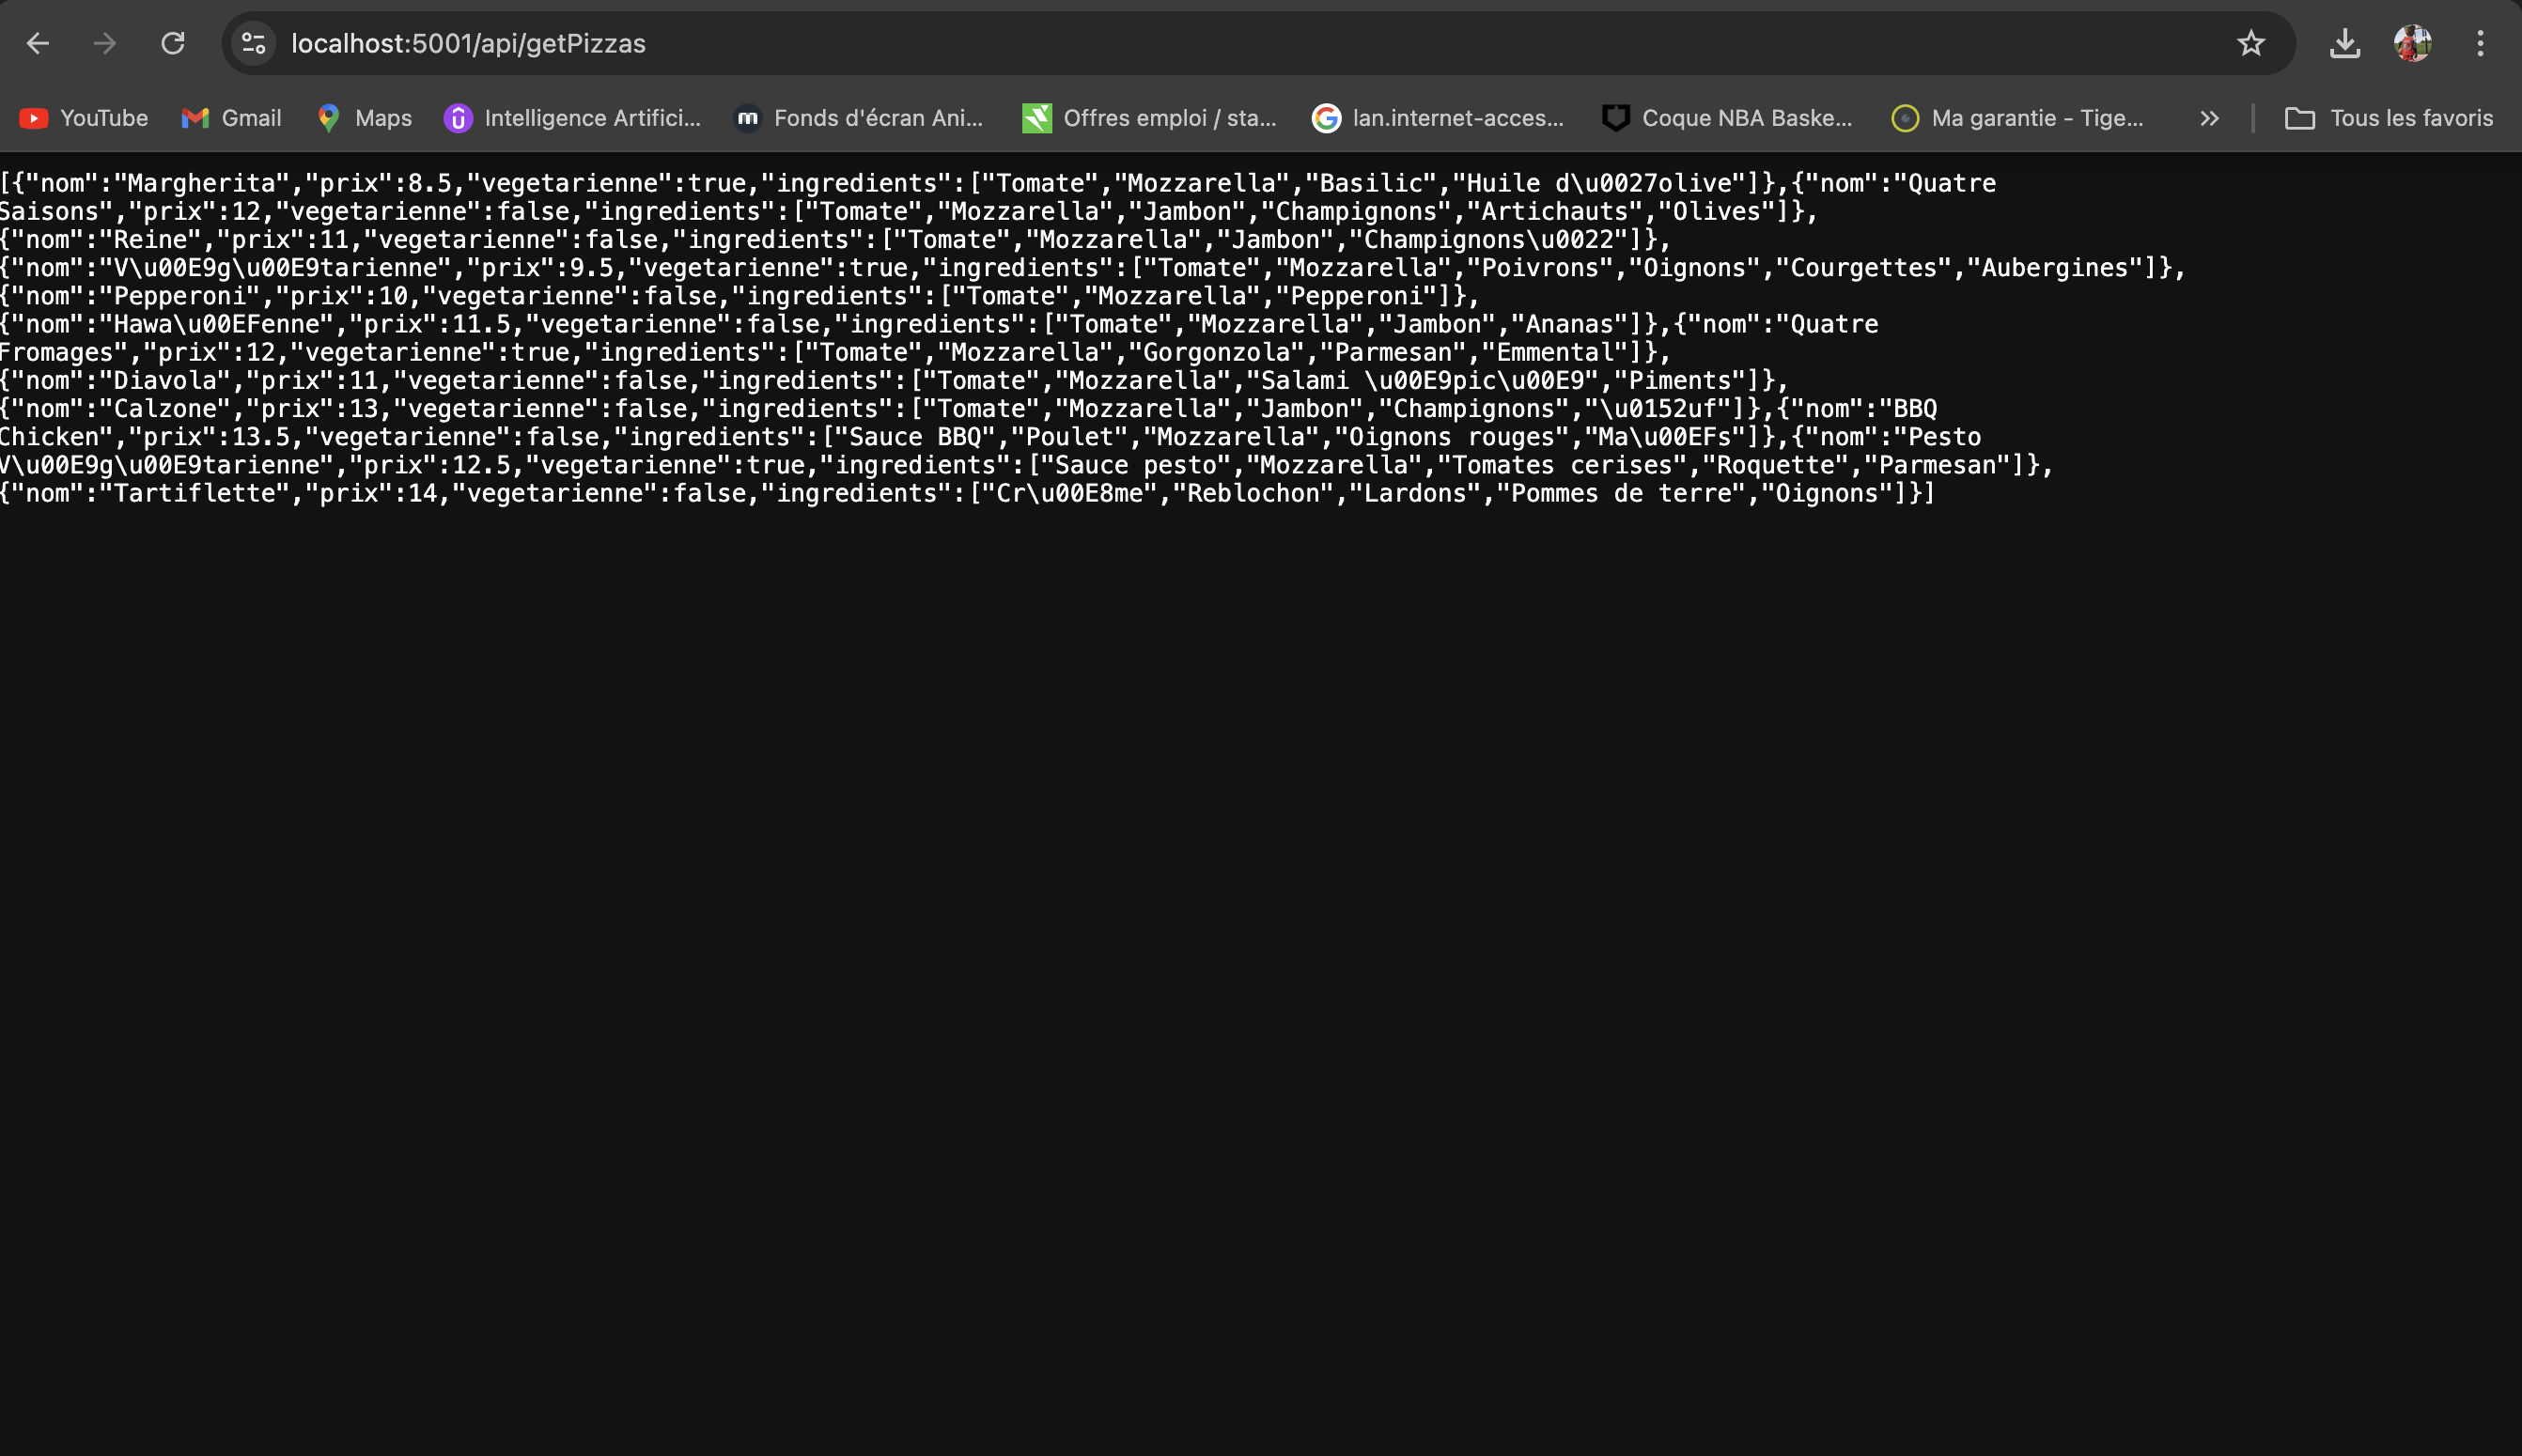 localhost:5001/api/getPizzas
YouTube Gmail Maps Intelligence Artifici... Fonds d'écran Ani... Offres emploi / sta... lan.internet-acces... Coque NBA Baske... Ma garantie - Tige... Tous les favoris
[{"nom":"Margherita","prix":8.5,"vegetarienne":true,"ingredients":["Tomate","Mozzarella","Basilic","Huile d\u0027olive"]},{"nom":"Quatre
Saisons","prix":12,"vegetarienne":false,"ingredients":["Tomate","Mozzarella","Jambon","Champignons","Artichauts","Olives"]},
{"nom":"Reine","prix":11,"vegetarienne":false,"ingredients":["Tomate","Mozzarella","Jambon","Champignons\u0022"]},
{"nom":"V\u00E9g\u00E9tarienne","prix":9.5,"vegetarienne":true,"ingredients":["Tomate","Mozzarella","Poivrons","Oignons","Courgettes","Aubergines"]},
{"nom":"Pepperoni","prix":10,"vegetarienne":false,"ingredients":["Tomate","Mozzarella","Pepperoni"]},
{"nom":"Hawa\u00EFenne","prix":11.5,"vegetarienne":false,"ingredients":["Tomate","Mozzarella","Jambon","Ananas"]},{"nom":"Quatre
Fromages","prix":12,"vegetarienne":true,"ingredients":["Tomate","Mozzarella","Gorgonzola","Parmesan","Emmental"]},
{"nom":"Diavola","prix":11,"vegetarienne":false,"ingredients":["Tomate","Mozzarella","Salami \u00E9pic\u00E9","Piments"]},
{"nom":"Calzone","prix":13,"vegetarienne":false,"ingredients":["Tomate","Mozzarella","Jambon","Champignons","\u0152uf"]},{"nom":"BBQ
Chicken","prix":13.5,"vegetarienne":false,"ingredients":["Sauce BBQ","Poulet","Mozzarella","Oignons rouges","Ma\u00EFs"]},{"nom":"Pesto
V\u00E9g\u00E9tarienne","prix":12.5,"vegetarienne":true,"ingredients":["Sauce pesto","Mozzarella","Tomates cerises","Roquette","Parmesan"]},
{"nom":"Tartiflette","prix":14,"vegetarienne":false,"ingredients":["Cr\u00E8me","Reblochon","Lardons","Pommes de terre","Oignons"]}]